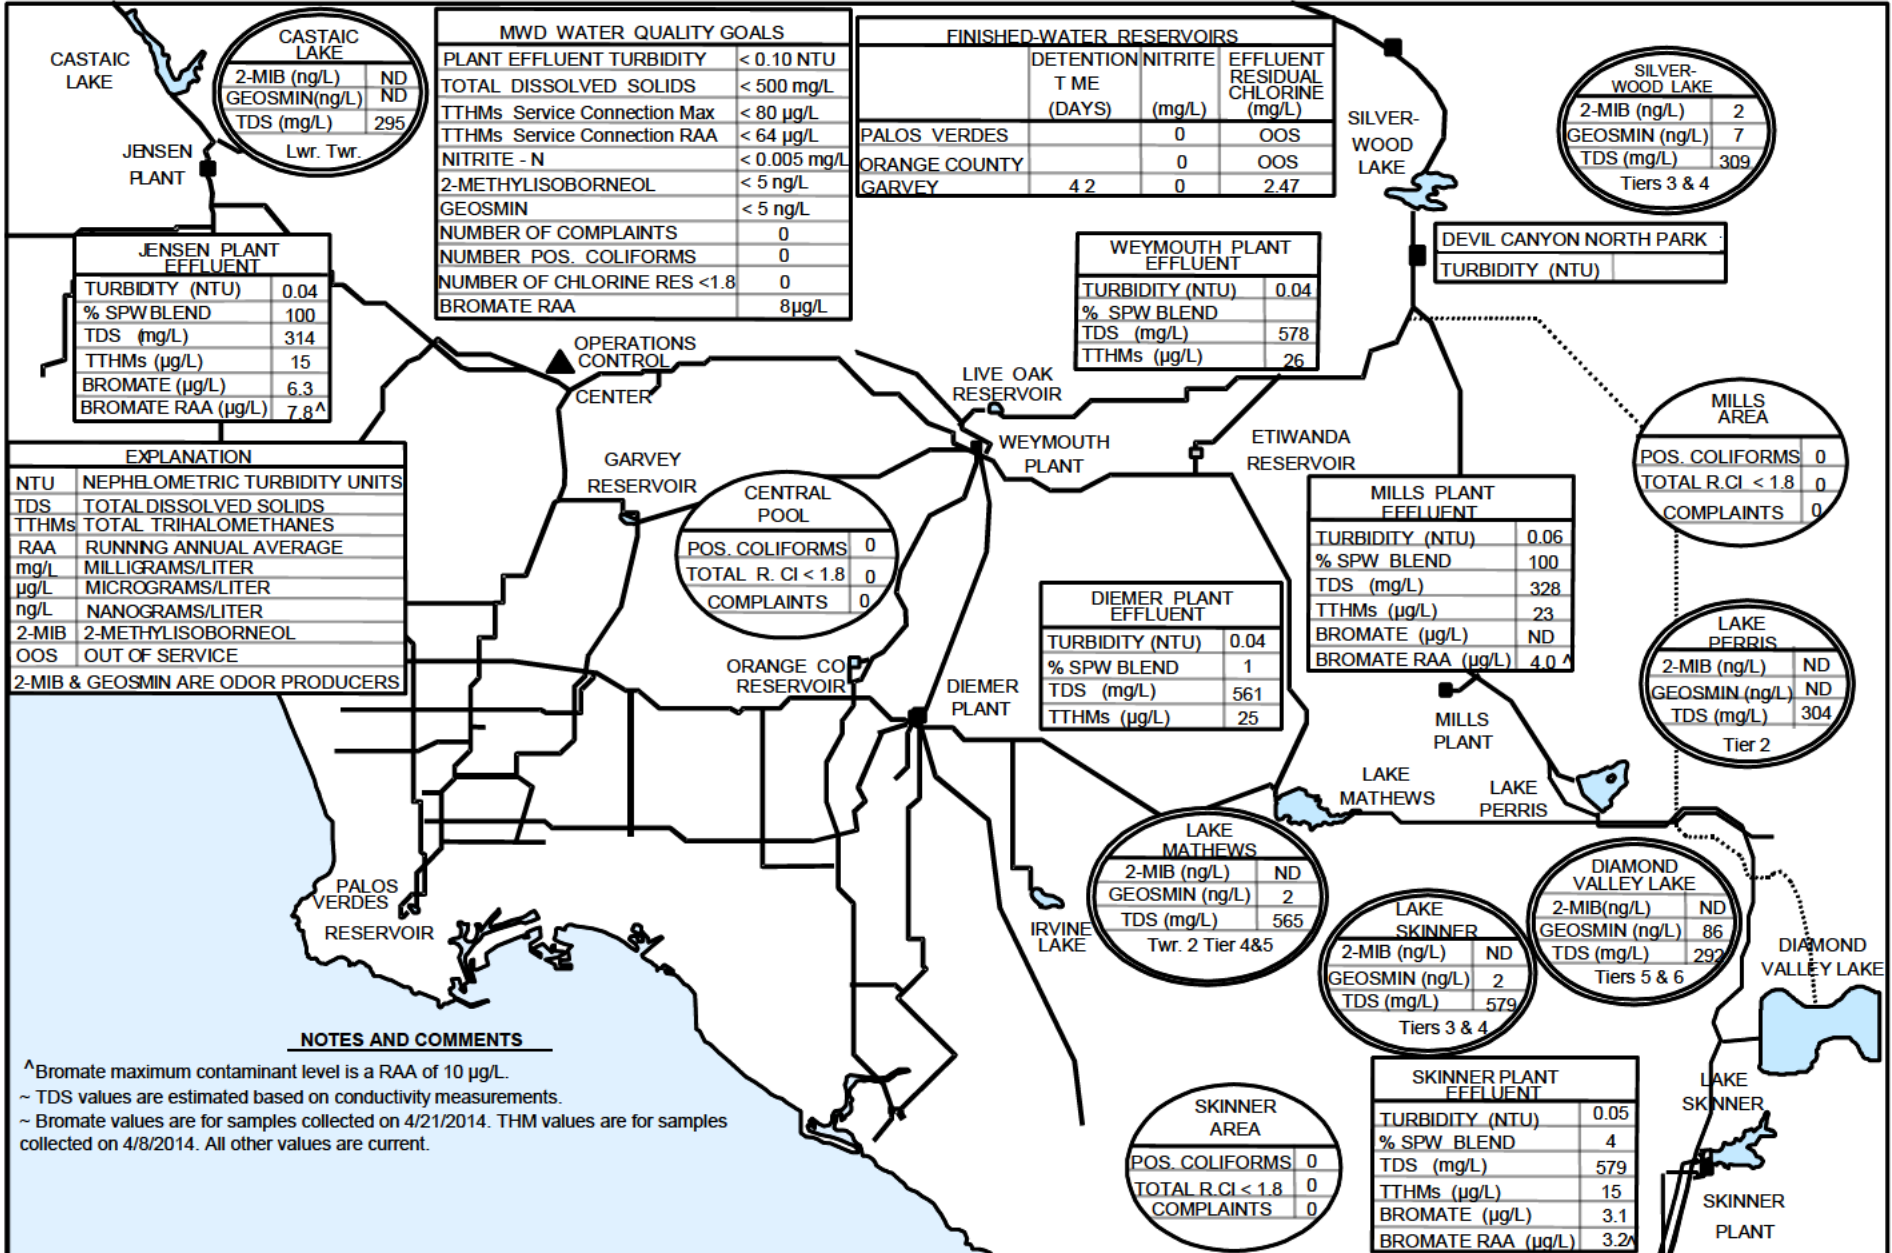 CASTAIC
LAKE
CASTAIC
LAKE
2-MIB (ng/L) ND
GEOSMIN(ng/L) ND
TDS (mg/L) 295
Lwr. Twr.
JENSEN
PLANT
MWD WATER QUALITY GOALS
PLANT EFFLUENT TURBIDITY < 0.10 NTU
TOTAL DISSOLVED SOLIDS < 500 mg/L
TTHMs Service Connection Max < 80 µg/L
TTHMs Service Connection RAA < 64 µg/L
NITRITE - N < 0.005 mg/L
2-METHYLISOBORNEOL < 5 ng/L
GEOSMIN < 5 ng/L
NUMBER OF COMPLAINTS 0
NUMBER POS. COLIFORMS 0
NUMBER OF CHLORINE RES <1.8 0
BROMATE RAA 8µg/L
FINISHED-WATER RESERVOIRS
DETENTION NITRITE EFFLUENT
T ME RESIDUAL
CHLORINE
(DAYS) (mg/L) (mg/L)
PALOS VERDES 0 OOS
ORANGE COUNTY 0 OOS
GARVEY 4 2 0 2.47
SILVER-
WOOD
LAKE
SILVER-
WOOD LAKE
2-MIB (ng/L) 2
GEOSMIN (ng/L) 7
TDS (mg/L) 309
Tiers 3 & 4
DEVIL CANYON NORTH PARK
TURBIDITY (NTU)
JENSEN PLANT
EFFLUENT
TURBIDITY (NTU) 0.04
% SPW BLEND 100
TDS (mg/L) 314
TTHMs (µg/L) 15
BROMATE (µg/L) 6.3
BROMATE RAA (µg/L) 7.8^
WEYMOUTH PLANT
EFFLUENT
TURBIDITY (NTU) 0.04
% SPW BLEND
TDS (mg/L) 578
TTHMs (µg/L) 26
OPERATIONS
CONTROL
CENTER
LIVE OAK
RESERVOIR
WEYMOUTH
PLANT
ETIWANDA
RESERVOIR
MILLS
AREA
POS. COLIFORMS 0
TOTAL R.Cl < 1.8 0
COMPLAINTS 0
EXPLANATION
NTU NEPHELOMETRIC TURBIDITY UNITS
TDS TOTAL DISSOLVED SOLIDS
TTHMs TOTAL TRIHALOMETHANES
RAA RUNNING ANNUAL AVERAGE
mg/L MILLIGRAMS/LITER
µg/L MICROGRAMS/LITER
ng/L NANOGRAMS/LITER
2-MIB 2-METHYLISOBORNEOL
OOS OUT OF SERVICE
2-MIB & GEOSMIN ARE ODOR PRODUCERS
GARVEY
RESERVOIR
CENTRAL
POOL
POS. COLIFORMS 0
TOTAL R. Cl < 1.8 0
COMPLAINTS 0
MILLS PLANT
EFFLUENT
TURBIDITY (NTU) 0.06
% SPW BLEND 100
TDS (mg/L) 328
TTHMs (µg/L) 23
BROMATE (µg/L) ND
BROMATE RAA (µg/L) 4.0 ^
DIEMER PLANT
EFFLUENT
TURBIDITY (NTU) 0.04
% SPW BLEND 1
TDS (mg/L) 561
TTHMs (µg/L) 25
ORANGE CO
RESERVOIR
DIEMER
PLANT
LAKE
PERRIS
2-MIB (ng/L) ND
GEOSMIN (ng/L) ND
TDS (mg/L) 304
Tier 2
MILLS
PLANT
LAKE
MATHEWS
LAKE
PERRIS
LAKE
MATHEWS
2-MIB (ng/L) ND
GEOSMIN (ng/L) 2
TDS (mg/L) 565
Twr. 2 Tier 4&5
DIAMOND
VALLEY LAKE
2-MIB(ng/L) ND
GEOSMIN (ng/L) 86
TDS (mg/L) 292
Tiers 5 & 6
LAKE
SKINNER
2-MIB (ng/L) ND
GEOSMIN (ng/L) 2
TDS (mg/L) 579
Tiers 3 & 4
DIAMOND
VALLEY LAKE
PALOS
VERDES
RESERVOIR
IRVINE
LAKE
NOTES AND COMMENTS
^Bromate maximum contaminant level is a RAA of 10 µg/L.
~ TDS values are estimated based on conductivity measurements.
~ Bromate values are for samples collected on 4/21/2014. THM values are for samples
collected on 4/8/2014. All other values are current.
SKINNER
AREA
POS. COLIFORMS 0
TOTAL R.Cl < 1.8 0
COMPLAINTS 0
SKINNER PLANT
EFFLUENT
TURBIDITY (NTU) 0.05
% SPW BLEND 4
TDS (mg/L) 579
TTHMs (µg/L) 15
BROMATE (µg/L) 3.1
BROMATE RAA (µg/L) 3.2^
LAKE
SKINNER
SKINNER
PLANT